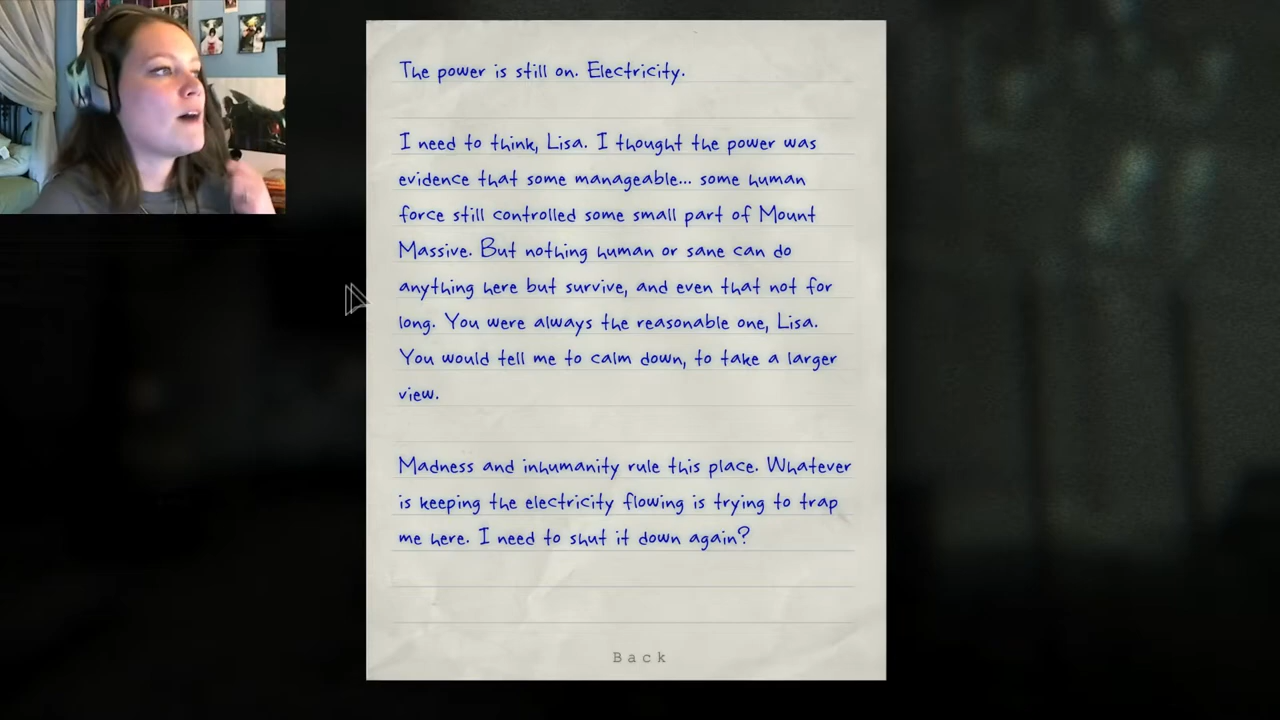 The power is still on. Electricity.
I need to think, Lisa. I thought the power was
evidence that some manageable... some human
force still controlled some small part of Mount
Massive. But nothing human or sane can do
anything here but survive, and even that not for
long. You were always the reasonable one, Lisa.
You would tell me to calm down, to take a larger
view.
Madness and inhumanity rule this place. Whatever
is keeping the electricity flowing is trying to trap
me here. I need to shut it down again?
Back